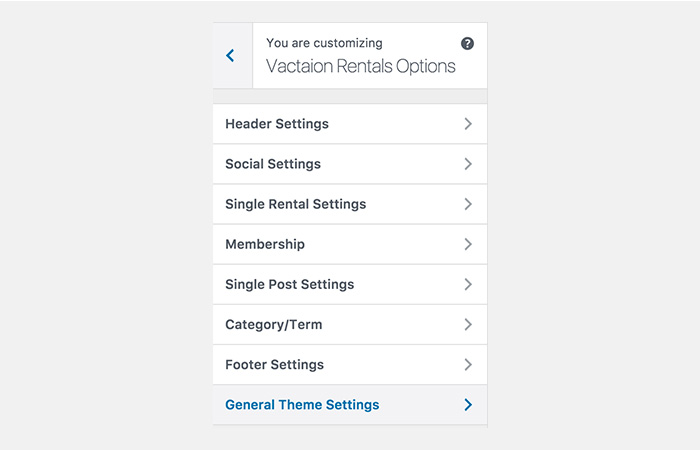 You are customizing
Vactaion Rentals Options
Header Settings
Social Settings
Single Rental Settings
Membership
Single Post Settings
Category/Term
Footer Settings
General Theme Settings